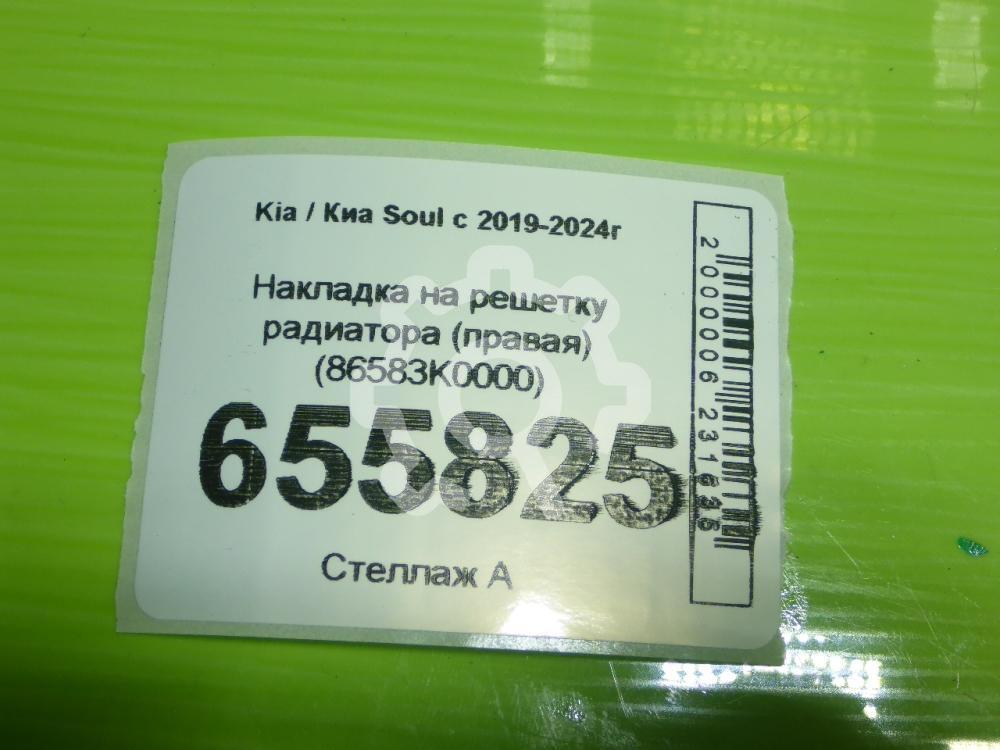 Kia / Киа Soul с 2019-2024г
Накладка на решетку
радиатора (правая)
(86583K0000)
655825
Стеллаж А
2000006231635